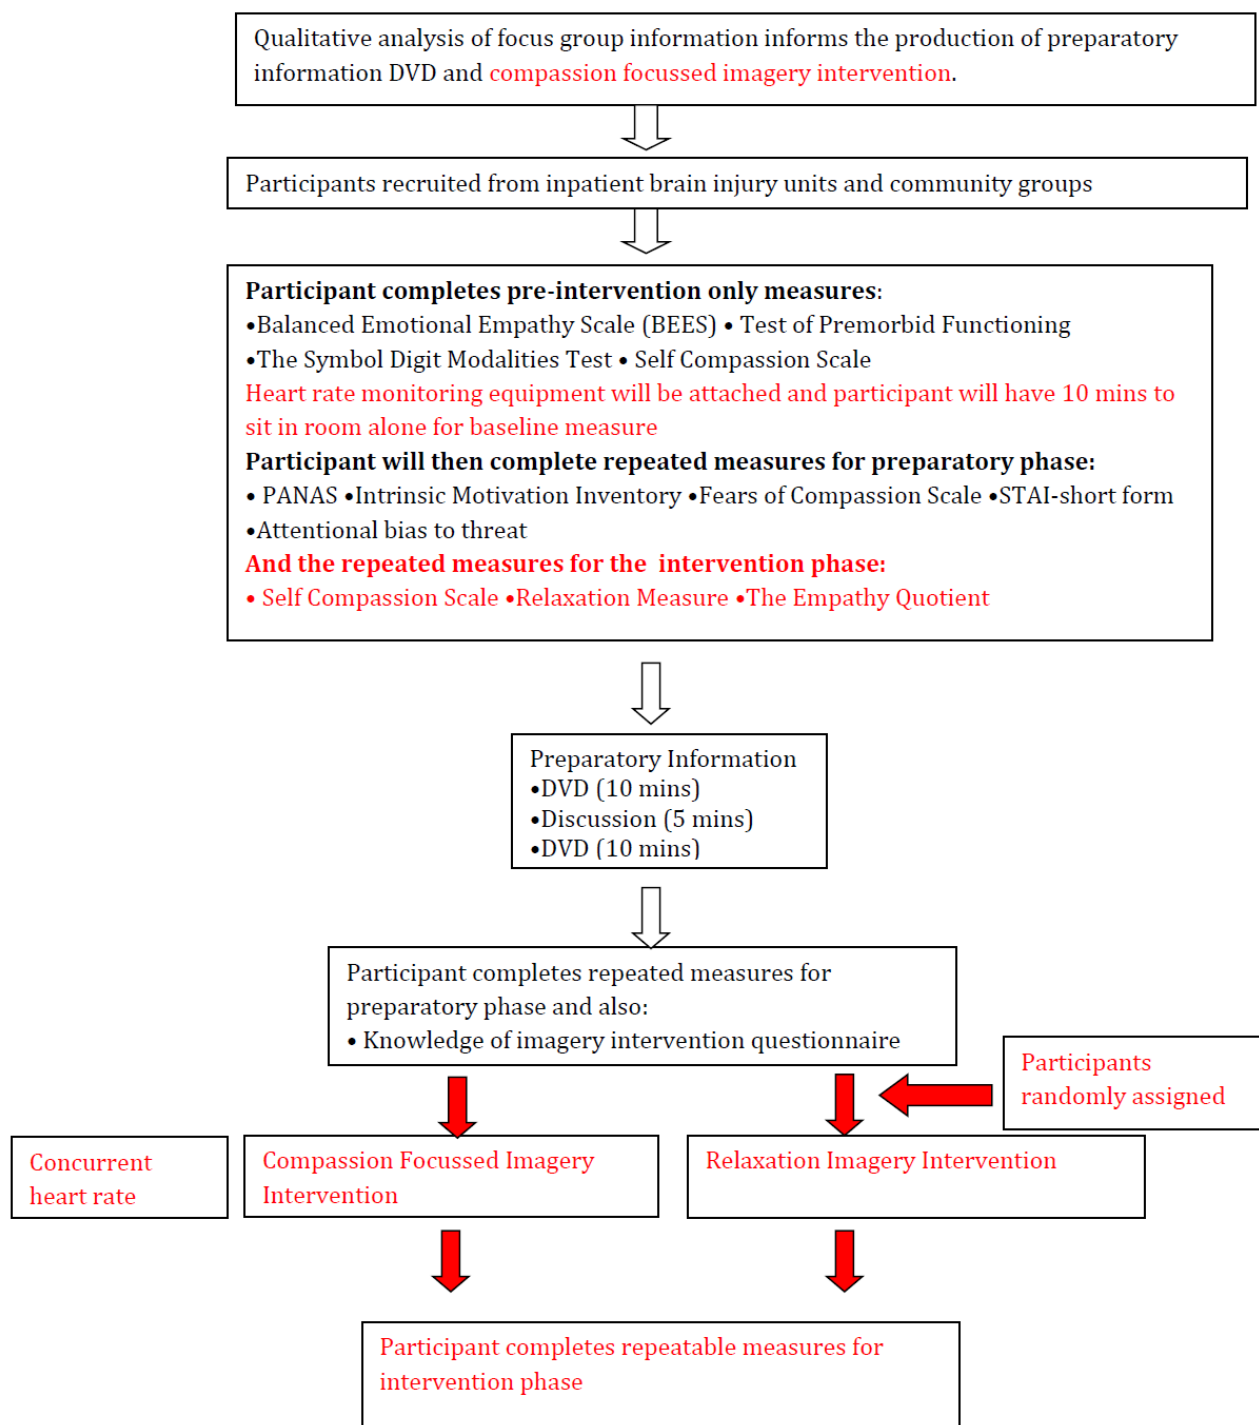 Qualitative analysis of focus group information informs the production of preparatory
information DVD and compassion focussed imagery intervention.
Participants recruited from inpatient brain injury units and community groups
Participant completes pre-intervention only measures:
•Balanced Emotional Empathy Scale (BEES) • Test of Premorbid Functioning
•The Symbol Digit Modalities Test • Self Compassion Scale
Heart rate monitoring equipment will be attached and participant will have 10 mins to
sit in room alone for baseline measure
Participant will then complete repeated measures for preparatory phase:
• PANAS •Intrinsic Motivation Inventory •Fears of Compassion Scale •STAI-short form
•Attentional bias to threat
And the repeated measures for the intervention phase:
• Self Compassion Scale •Relaxation Measure •The Empathy Quotient
Preparatory Information
•DVD (10 mins)
•Discussion (5 mins)
•DVD (10 mins)
Participant completes repeated measures for
preparatory phase and also:
• Knowledge of imagery intervention questionnaire
Participants
randomly assigned
Concurrent
heart rate
Compassion Focussed Imagery
Intervention
Relaxation Imagery Intervention
Participant completes repeatable measures for
intervention phase